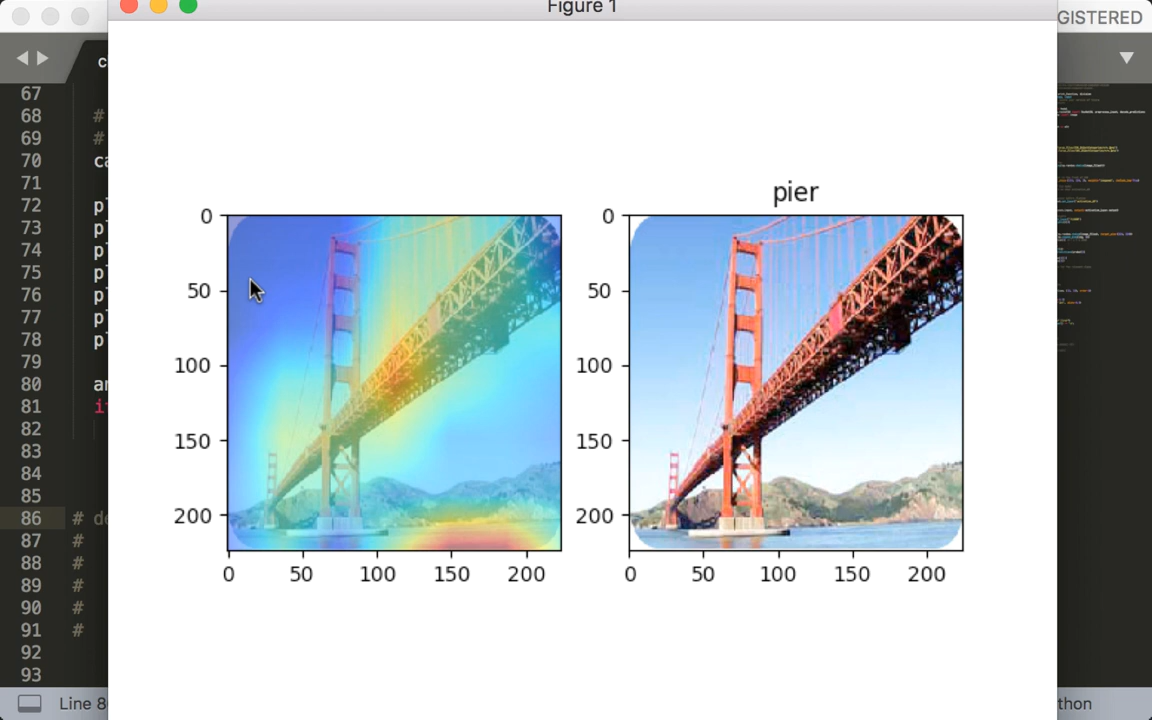 Figure 1
GISTERED
c
67
68 #
69 #
70 ca
71
72 pl
73 pl
74 pl
75 pl
76 pl
77 pl
78 pl
79
80 an
81 i
82
83
84
85
86 # de
87 #
88 #
89 #
90 #
91 #
92
93
pier
0
50
100
150
200
0 50 100 150 200
0
50
100
150
200
0 50 100 150 200
Line 8
thon